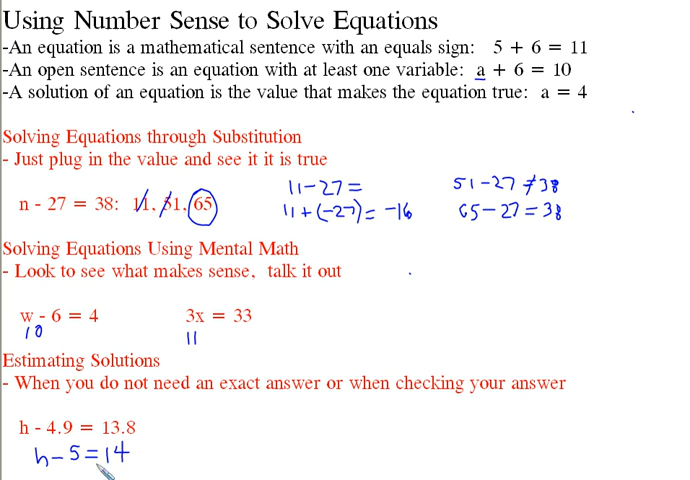 Using Number Sense to Solve Equations
-An equation is a mathematical sentence with an equals sign: 5 + 6 = 11
-An open sentence is an equation with at least one variable: a + 6 = 10
-A solution of an equation is the value that makes the equation true: a = 4
Solving Equations through Substitution
- Just plug in the value and see it it is true
11-27= 51-27≠38
n - 27 = 38: 11, 51, 65 11+(-27)=-16 65-27=38
Solving Equations Using Mental Math
- Look to see what makes sense, talk it out
w - 6 = 4 3x = 33
10 11
Estimating Solutions
- When you do not need an exact answer or when checking your answer
h - 4.9 = 13.8
h-5=14